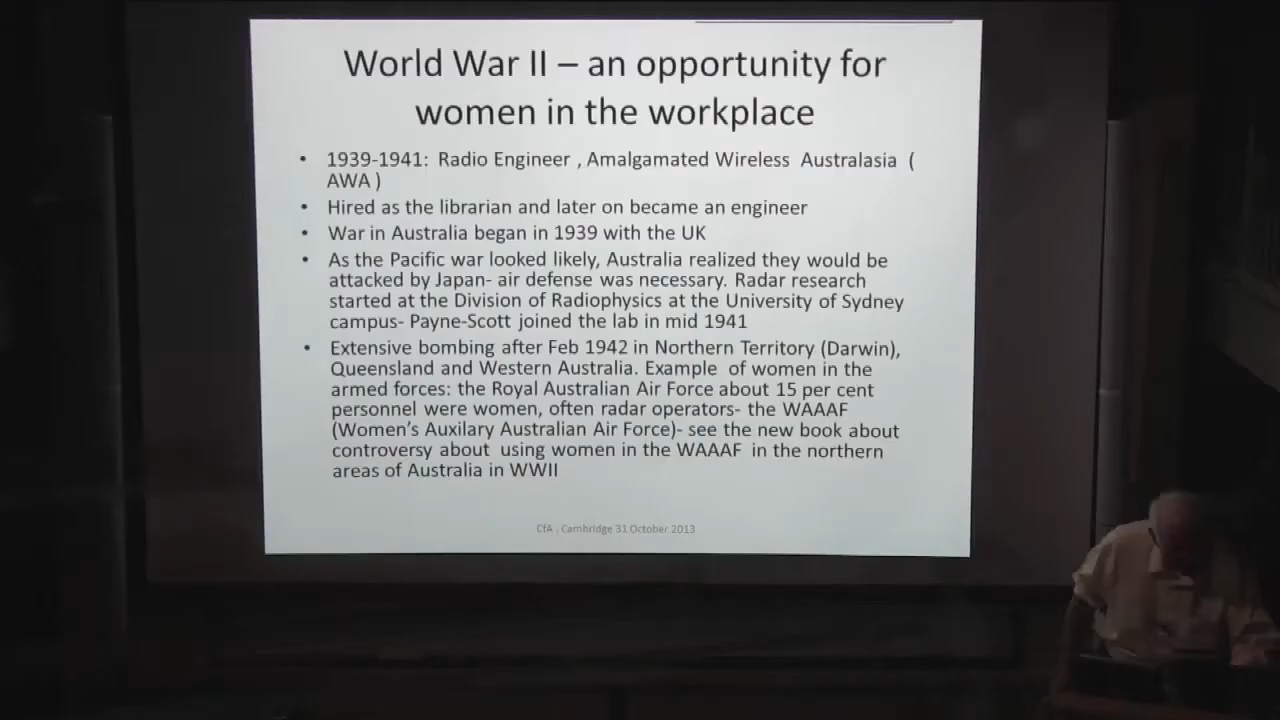 World War II – an opportunity for
women in the workplace
• 1939-1941: Radio Engineer , Amalgamated Wireless Australasia (
AWA )
• Hired as the librarian and later on became an engineer
• War in Australia began in 1939 with the UK
• As the Pacific war looked likely, Australia realized they would be
attacked by Japan- air defense was necessary. Radar research
started at the Division of Radiophysics at the University of Sydney
campus- Payne-Scott joined the lab in mid 1941
• Extensive bombing after Feb 1942 in Northern Territory (Darwin),
Queensland and Western Australia. Example of women in the
armed forces: the Royal Australian Air Force about 15 per cent
personnel were women, often radar operators- the WAAAF
(Women's Auxilary Australian Air Force)- see the new book about
controversy about using women in the WAAAF in the northern
areas of Australia in WWII
CfA , Cambridge 31 October 2013